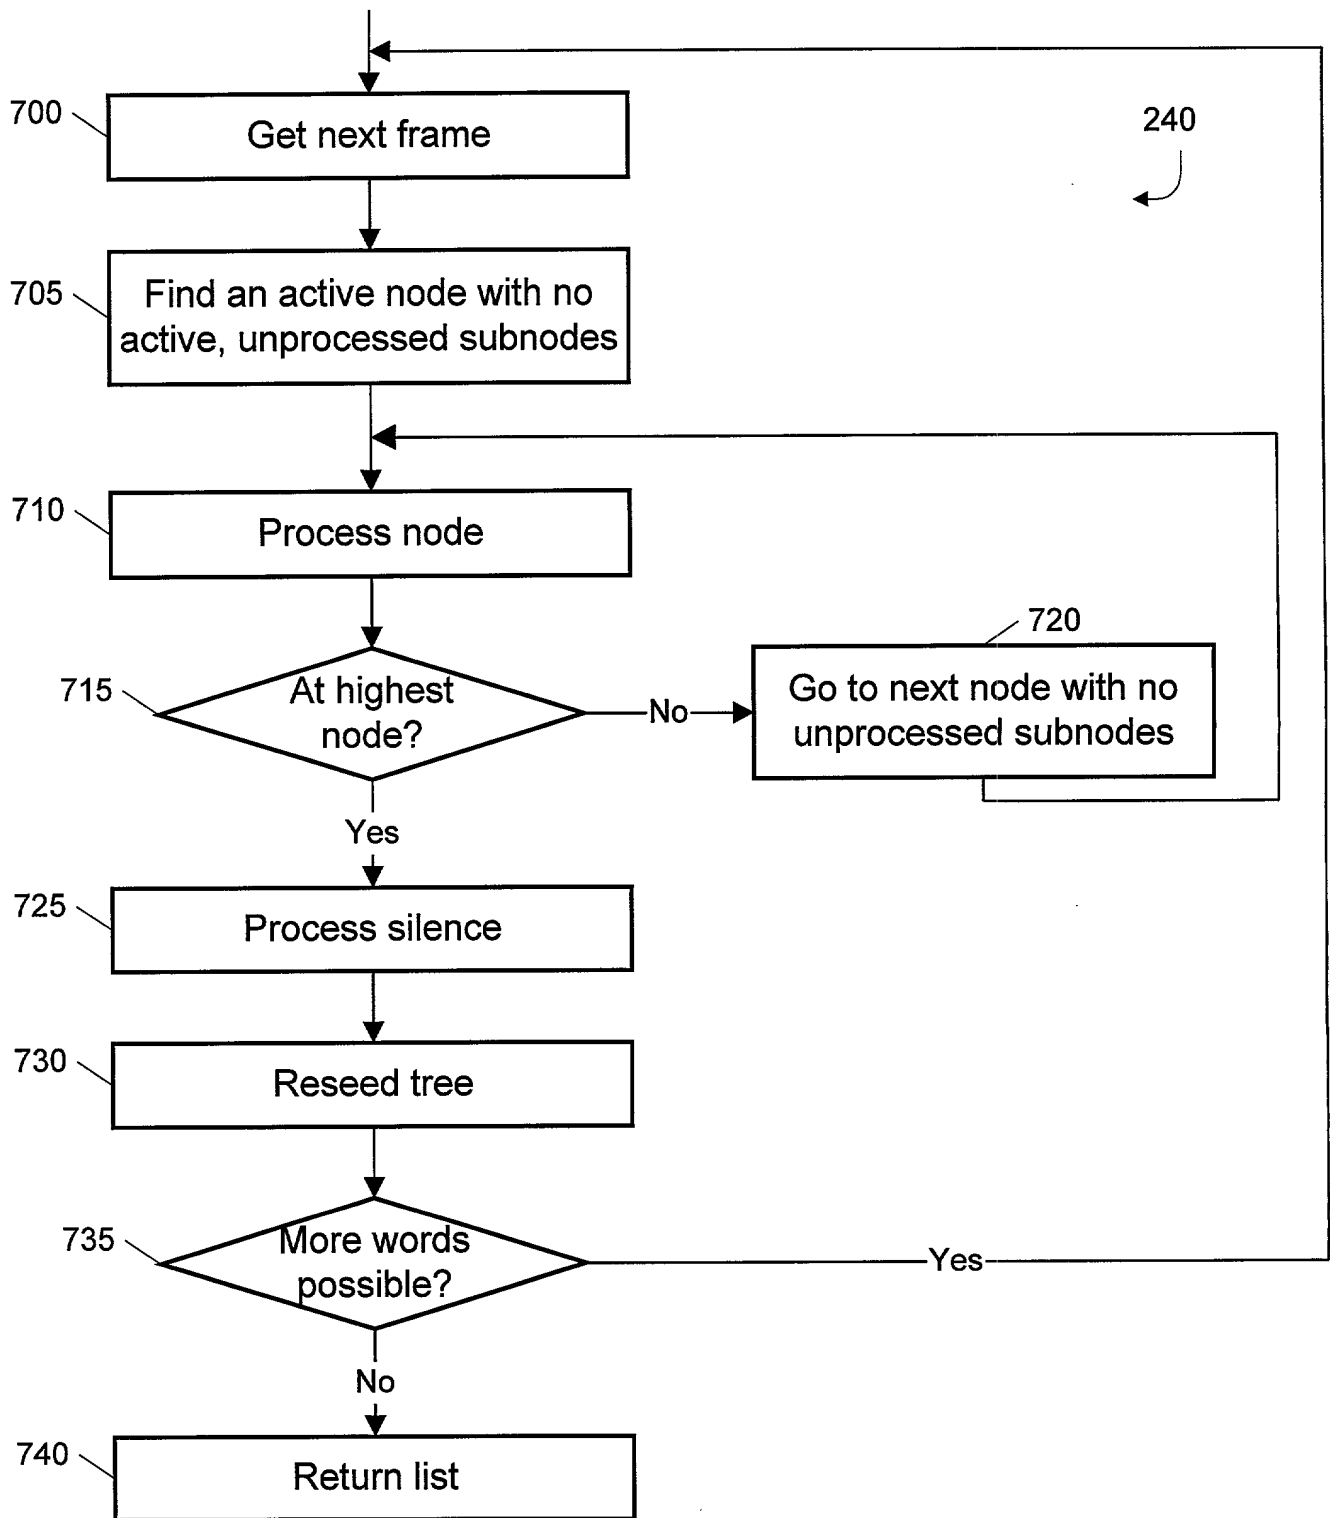 700
Get next frame
240
705
Find an active node with no
active, unprocessed subnodes
710
Process node
720
715
At highest
node?
No
Go to next node with no
unprocessed subnodes
Yes
725
Process silence
730
Reseed tree
735
More words
possible?
Yes
No
740
Return list